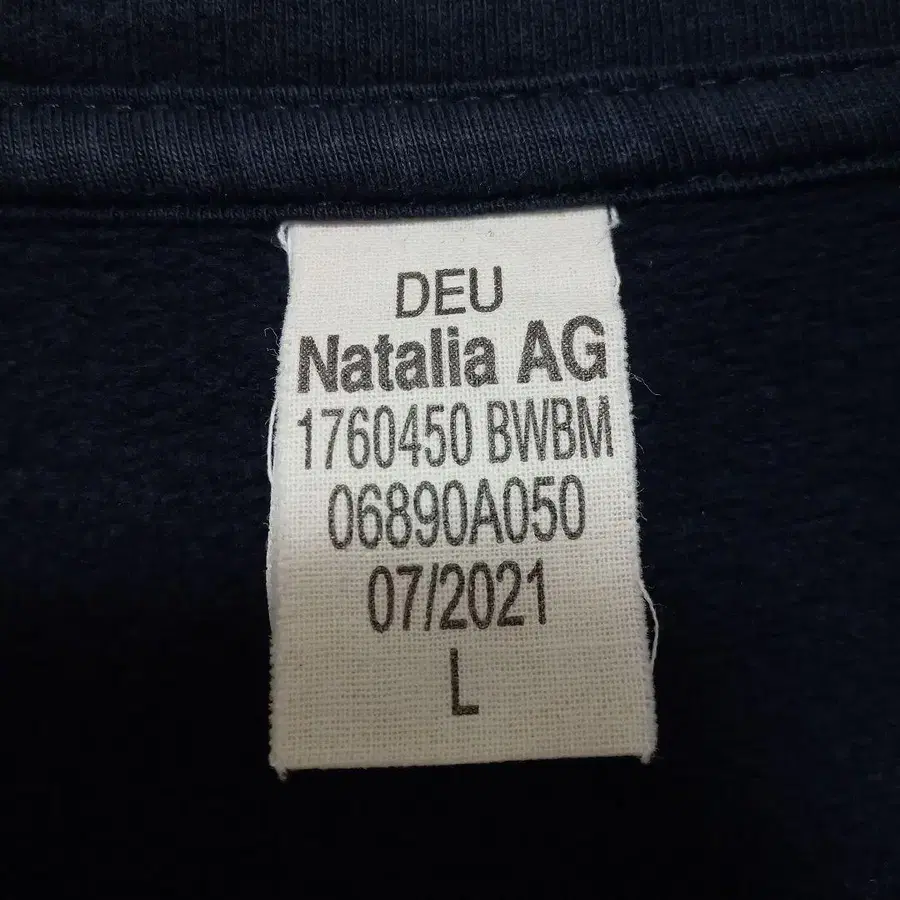 DEU
Natalia AG
1760450 BWBM
06890A050
07/2021
L